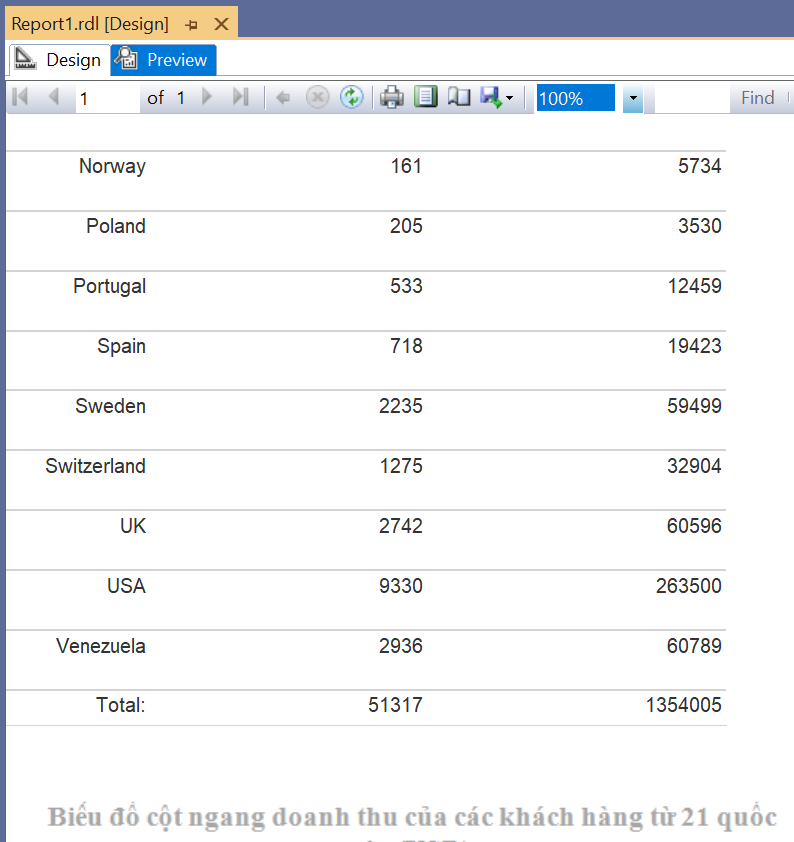 Report1.rdl [Design]
Design Preview
1 of 1 100% Find
Norway 161 5734
Poland 205 3530
Portugal 533 12459
Spain 718 19423
Sweden 2235 59499
Switzerland 1275 32904
UK 2742 60596
USA 9330 263500
Venezuela 2936 60789
Total: 51317 1354005
Biểu đồ cột ngang doanh thu của các khách hàng từ 21 quốc